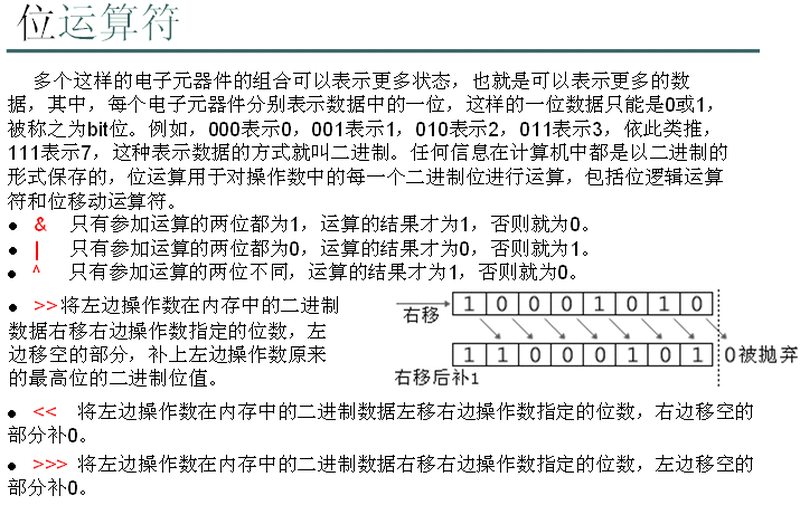 位运算符
多个这样的电子元器件的组合可以表示更多状态，也就是可以表示更多的数
据，其中，每个电子元器件分别表示数据中的一位，这样的一位数据只能是0或1，
被称之为bit位。例如，000表示0，001表示1，010表示2，011表示3，依此类推，
111表示7，这种表示数据的方式就叫二进制。任何信息在计算机中都是以二进制的
形式保存的，位运算用于对操作数中的每一个二进制位进行运算，包括位逻辑运算
符和位移动运算符。
● & 只有参加运算的两位都为1，运算的结果才为1，否则就为0。
● | 只有参加运算的两位都为0，运算的结果才为0，否则就为1。
● ^ 只有参加运算的两位不同，运算的结果才为1，否则就为0。
● >>将左边操作数在内存中的二进制
数据右移右边操作数指定的位数，左
边移空的部分，补上左边操作数原来
的最高位的二进制位值。
右移 1 0 0 0 1 0 1 0
1 1 0 0 0 1 0 1 0被抛弃
右移后补1
● << 将左边操作数在内存中的二进制数据左移右边操作数指定的位数，右边移空的
部分补0。
● >>> 将左边操作数在内存中的二进制数据右移右边操作数指定的位数，左边移空的
部分补0。